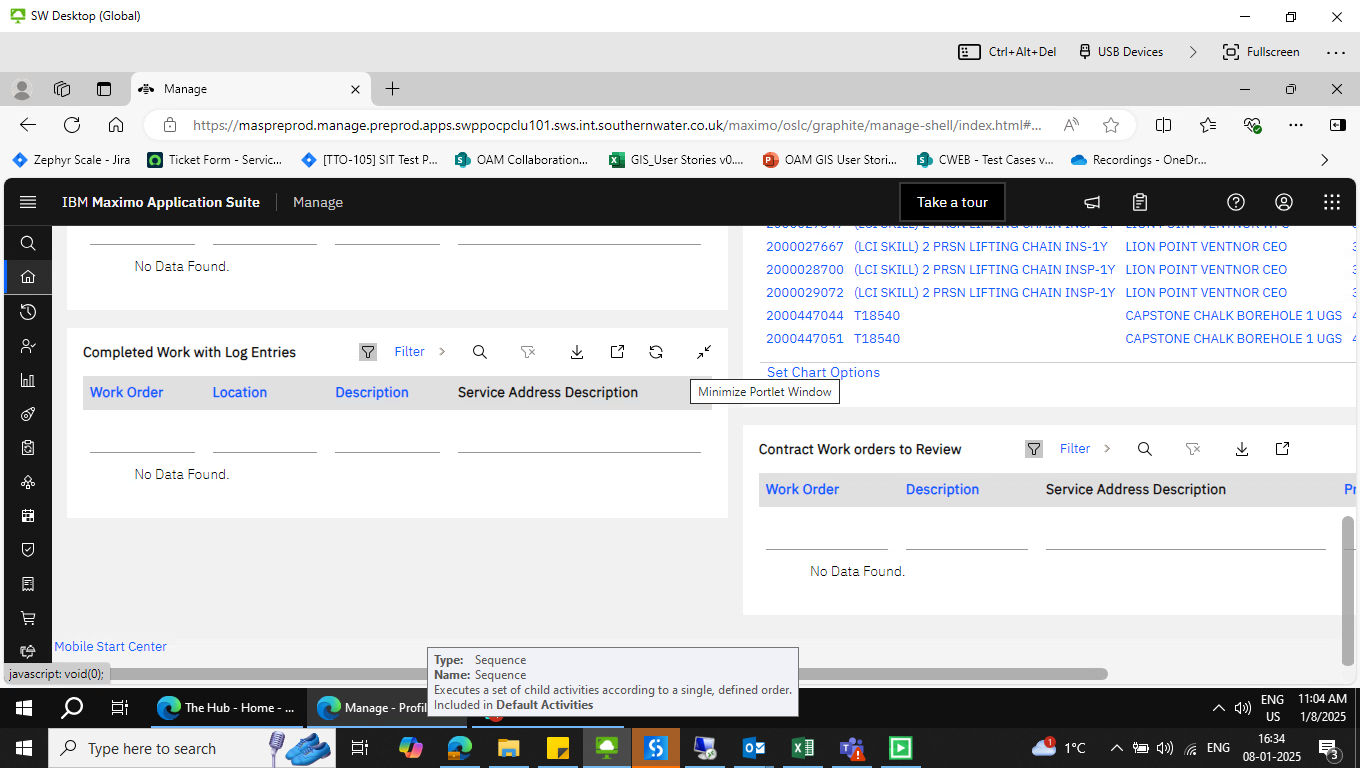 SW Desktop (Global)
Ctrl+Alt+Del
USB Devices
Fullscreen
Manage
https://maspreprod.manage.preprod.apps.swppocpclu101.sws.int.southernwater.co.uk/maximo/oslc/graphite/manage-shell/index.html#...
Zephyr Scale - Jira
Ticket Form - Servic...
[TTO-105] SIT Test P...
OAM Collaboration...
GIS_User Stories v0....
OAM GIS User Stori...
CWEB - Test Cases v...
Recordings - OneDr...
IBM Maximo Application Suite
Manage
Take a tour
No Data Found.
2000027667 (LCI SKILL) 2 PRSN LIFTING CHAIN INS-1Y LION POINT VENTNOR CEO
2000028700 (LCI SKILL) 2 PRSN LIFTING CHAIN INSP-1Y LION POINT VENTNOR CEO
2000029072 (LCI SKILL) 2 PRSN LIFTING CHAIN INSP-1Y LION POINT VENTNOR CEO
2000447044 T18540 CAPSTONE CHALK BOREHOLE 1 UGS 4
2000447051 T18540 CAPSTONE CHALK BOREHOLE 1 UGS 4
Set Chart Options
Completed Work with Log Entries
Filter
Work Order Location Description Service Address Description
Minimize Portlet Window
No Data Found.
Contract Work orders to Review
Filter
Work Order Description Service Address Description Pr
No Data Found.
Mobile Start Center
javascript: void(0);
Type: Sequence
Name: Sequence
Executes a set of child activities according to a single, defined order.
Included in Default Activities
The Hub - Home - ...
Manage - Profil
ENG
US
11:04 AM
1/8/2025
Type here to search
1
1°C
ENG
16:34
08-01-2025
3